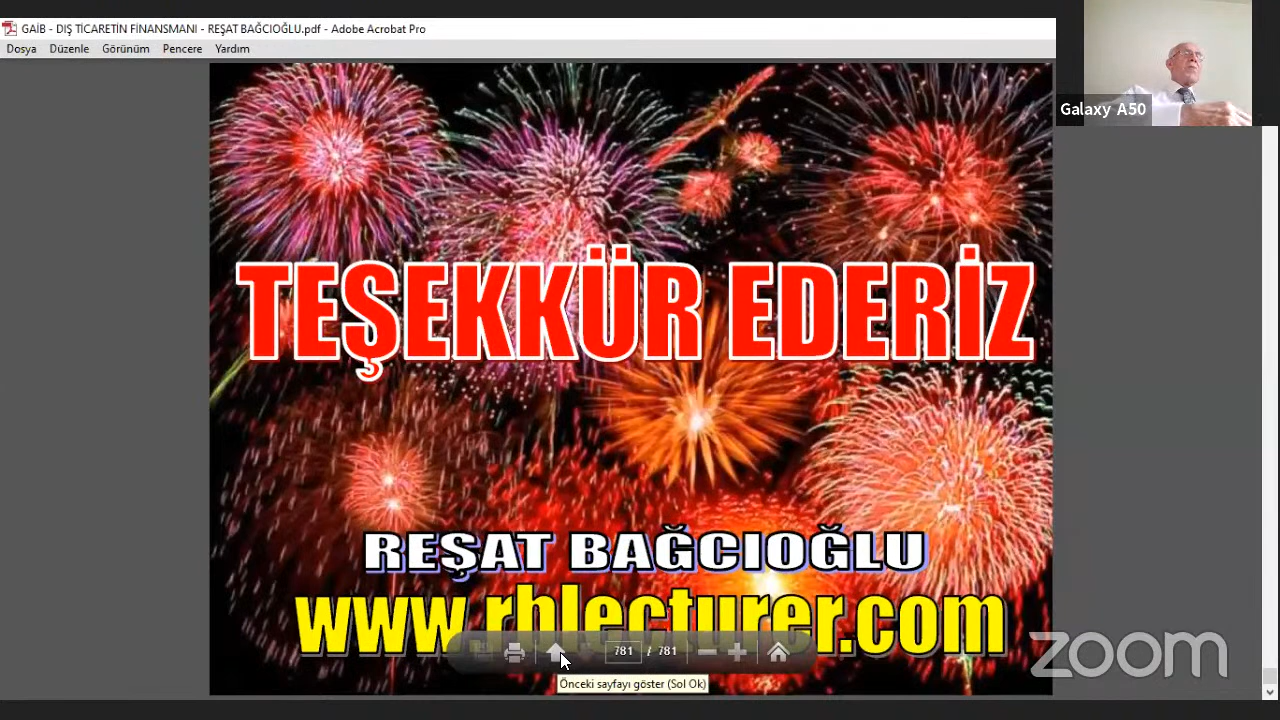 GAİB - DIŞ TİCARETİN FİNANSMANI - REŞAT BAĞCIOĞLU.pdf - Adobe Acrobat Pro
Dosya Düzenle Görünüm Pencere Yardım
Galaxy A50
TEŞEKKÜR EDERİZ
REŞAT BAĞCIOĞLU
www.rblecturer.com
781 / 781
Önceki sayfayı göster (Sol Ok)
zoom